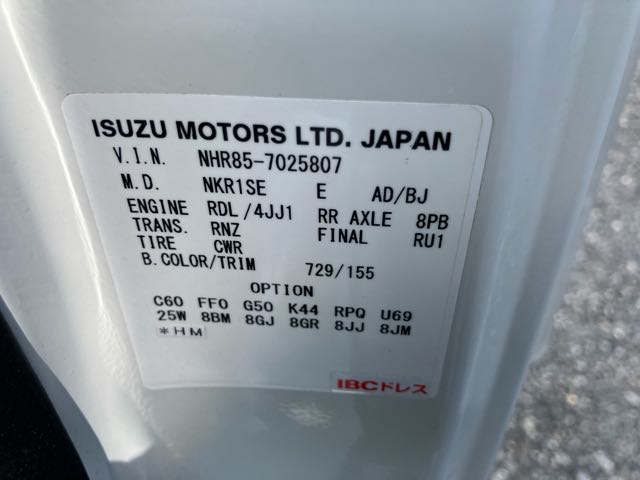 ISUZU MOTORS LTD. JAPAN
V.I.N. NHR85-7025807
M.D. NKR1SE E AD/BJ
ENGINE RDL/4JJ1 RR AXLE 8PB
TRANS. RNZ FINAL RU1
TIRE CWR
B.COLOR/TRIM 729/155
OPTION
C60 FF0 G50 K44 RPQ U69
25W 8BM 8GJ 8GR 8JJ 8JM
*HM
IBCドレス